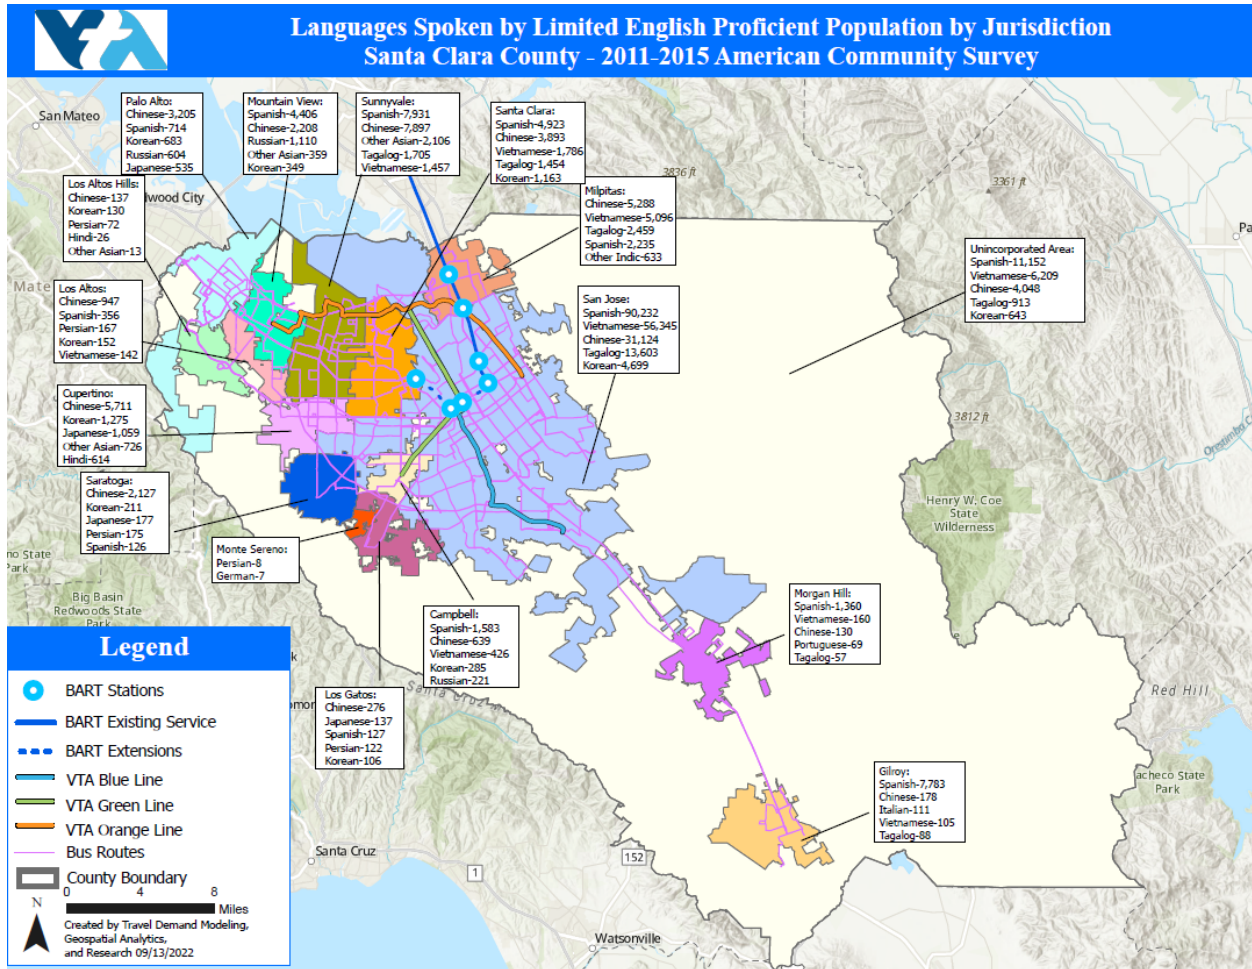 VTA
Languages Spoken by Limited English Proficient Population by Jurisdiction
Santa Clara County - 2011-2015 American Community Survey
San Mateo
Palo Alto:
Chinese-3,205
Spanish-714
Korean-683
Russian-604
Japanese-535
Mountain View:
Spanish-4,406
Chinese-2,208
Russian-1,110
Other Asian-359
Korean-349
Sunnyvale:
Spanish-7,931
Chinese-7,897
Other Asian-2,106
Tagalog-1,705
Vietnamese-1,457
Santa Clara:
Spanish-4,923
Chinese-3,893
Vietnamese-1,786
Tagalog-1,454
Korean-1,163
3836 ft
3361 ft
Pa
Milpitas:
Chinese-5,288
Vietnamese-5,096
Tagalog-2,459
Spanish-2,235
Other Indic-633
Los Altos Hills:
Chinese-137
Korean-130
Persian-72
Hindi-26
Other Asian-13
dwood City
Mate
Unincorporated Area:
Spanish-11,152
Vietnamese-6,209
Chinese-4,048
Tagalog-913
Korean-643
Los Altos:
Chinese-947
Spanish-356
Persian-167
Korean-152
Vietnamese-142
San Jose:
Spanish-90,232
Vietnamese-56,345
Chinese-31,124
Tagalog-13,603
Korean-4,699
Cupertino:
Chinese-5,711
Korean-1,275
Japanese-1,059
Other Asian-726
Hindi-614
3812 ft
Orestimba C
Saratoga:
Chinese-2,127
Korean-211
Japanese-177
Persian-175
Spanish-126
Henry W. Coe
State
Wilderness
Monte Sereno:
Persian-8
German-7
no State
Park
Big Basin
Redwoods State
Park
Morgan Hill:
Spanish-1,360
Vietnamese-160
Chinese-130
Portuguese-69
Tagalog-57
Campbell:
Spanish-1,583
Chinese-639
Vietnamese-426
Korean-285
Russian-221
Los Gatos:
Chinese-276
Japanese-137
Spanish-127
Persian-122
Korean-106
Santa Cruz
Red Hill
acheco State
Park
Gilroy:
Spanish-7,783
Chinese-178
Italian-111
Vietnamese-105
Tagalog-88
Legend
BART Stations
BART Existing Service
BART Extensions
VTA Blue Line
VTA Green Line
VTA Orange Line
Bus Routes
County Boundary
0 4 8
Miles
N
Created by Travel Demand Modeling,
Geospatial Analytics,
and Research 09/13/2022
Santa Cruz
1
152
Watsonville